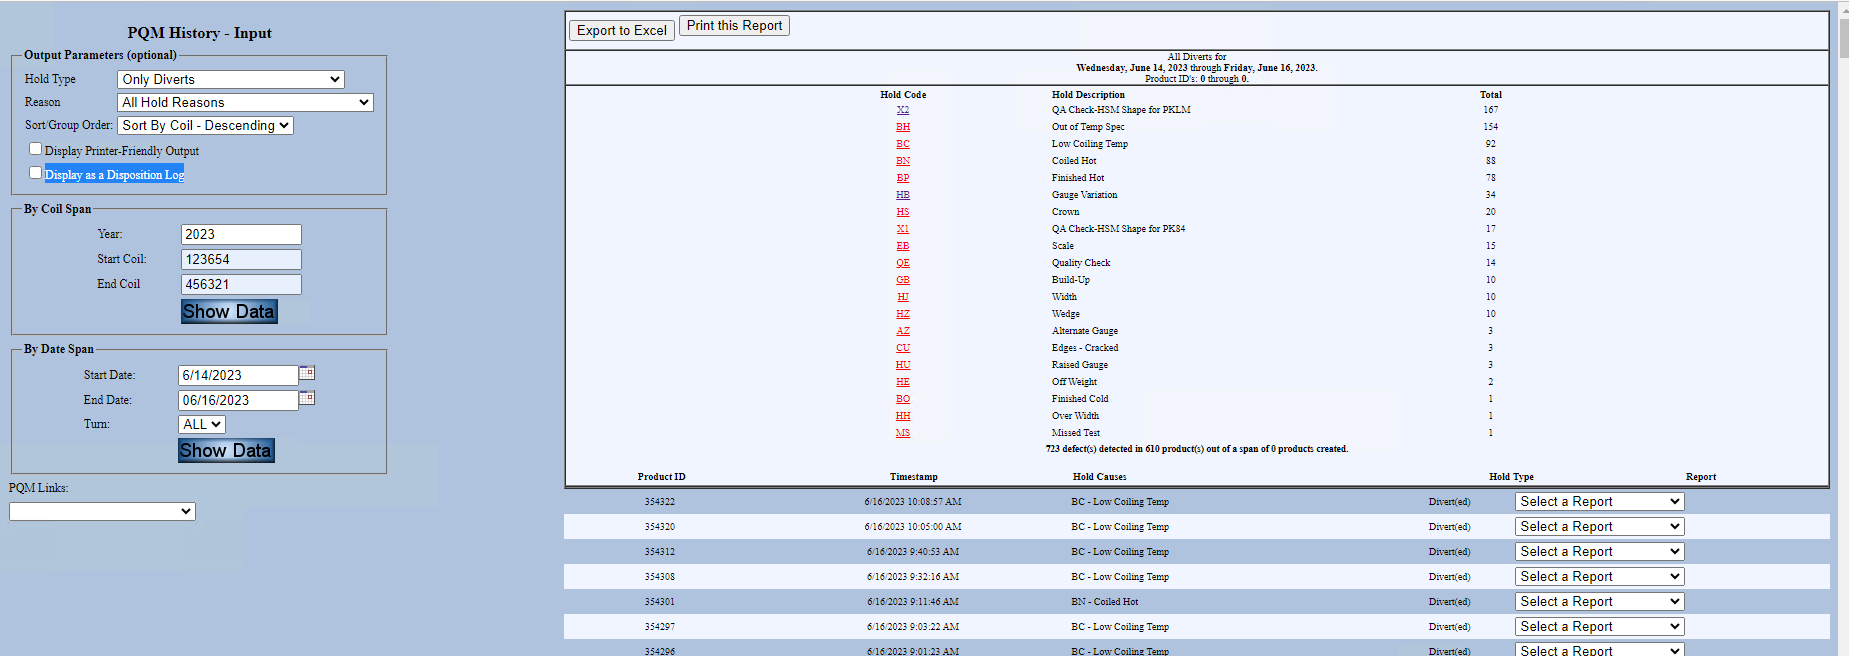 PQM History - Input
Output Parameters (optional)
Hold Type Only Diverts
Reason All Hold Reasons
Sort/Group Order: Sort By Coil - Descending
Display Printer-Friendly Output
Display as a Disposition Log
By Coil Span
Year: 2023
Start Coil: 123654
End Coil 456321
Show Data
By Date Span
Start Date: 6/14/2023
End Date: 06/16/2023
Turn: ALL
Show Data
PQM Links:
Export to Excel Print this Report
All Diverts for
Wednesday, June 14, 2023 through Friday, June 16, 2023.
Product ID's: 0 through 0.
Hold Code Hold Description Total
X2 QA Check-HSM Shape for PKLM 167
BH Out of Temp Spec 154
BC Low Coiling Temp 92
BN Coiled Hot 88
BP Finished Hot 78
HB Gauge Variation 34
HS Crown 20
X1 QA Check-HSM Shape for PK84 17
EB Scale 15
QE Quality Check 14
GB Build-Up 10
HJ Width 10
HZ Wedge 10
AZ Alternate Gauge 3
CU Edges - Cracked 3
HU Raised Gauge 3
HE Off Weight 2
BO Finished Cold 1
HH Over Width 1
MS Missed Test 1
723 defect(s) detected in 610 product(s) out of a span of 0 products created.
Product ID Timestamp Hold Causes Hold Type Report
354322 6/16/2023 10:08:57 AM BC - Low Coiling Temp Divert(ed) Select a Report
354320 6/16/2023 10:05:00 AM BC - Low Coiling Temp Divert(ed) Select a Report
354312 6/16/2023 9:40:53 AM BC - Low Coiling Temp Divert(ed) Select a Report
354308 6/16/2023 9:32:16 AM BC - Low Coiling Temp Divert(ed) Select a Report
354301 6/16/2023 9:11:46 AM BN - Coiled Hot Divert(ed) Select a Report
354297 6/16/2023 9:03:22 AM BC - Low Coiling Temp Divert(ed) Select a Report
354296 6/16/2023 9:01:23 AM BC - Low Coiling Temp Divert(ed) Select a Report